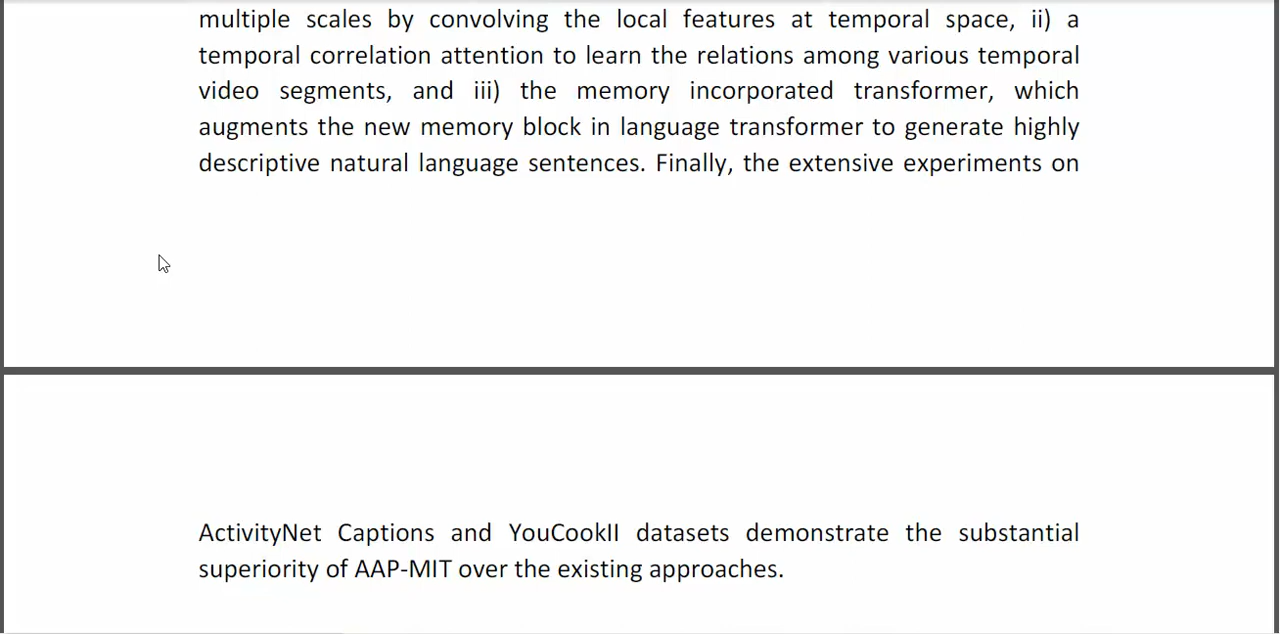 multiple scales by convolving the local features at temporal space, ii) a
temporal correlation attention to learn the relations among various temporal
video segments, and iii) the memory incorporated transformer, which
augments the new memory block in language transformer to generate highly
descriptive natural language sentences. Finally, the extensive experiments on
ActivityNet Captions and YouCookII datasets demonstrate the substantial
superiority of AAP-MIT over the existing approaches.